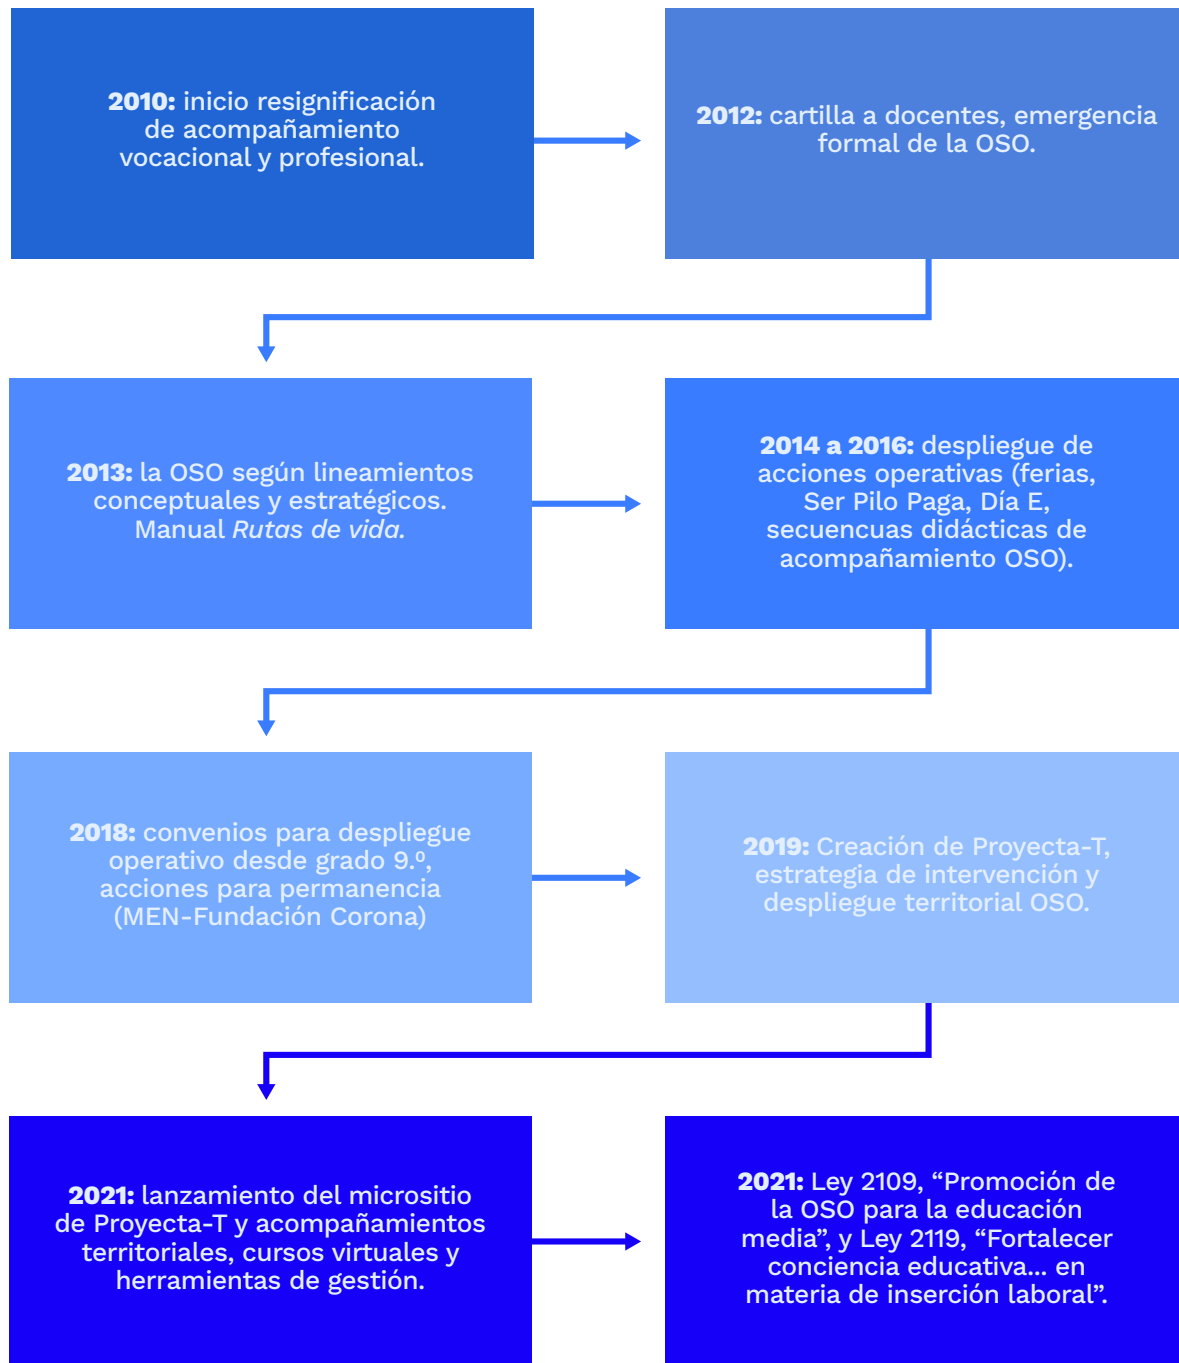 2010: inicio resignificación
de acompañamiento
vocacional y profesional.
2012: cartilla a docentes, emergencia
formal de la OSO.
2013: la OSO según lineamientos
conceptuales y estratégicos.
Manual Rutas de vida.
2014 a 2016: despliegue de
acciones operativas (ferias,
Ser Pilo Paga, Día E,
secuencuas didácticas de
acompañamiento OSO).
2018: convenios para despliegue
operativo desde grado 9.º,
acciones para permanencia
(MEN-Fundación Corona)
2019: Creación de Proyecta-T,
estrategia de intervención y
despliegue territorial OSO.
2021: lanzamiento del micrositio
de Proyecta-T y acompañamientos
territoriales, cursos virtuales y
herramientas de gestión.
2021: Ley 2109, “Promoción de
la OSO para la educación
media”, y Ley 2119, “Fortalecer
conciencia educativa... en
materia de inserción laboral”.